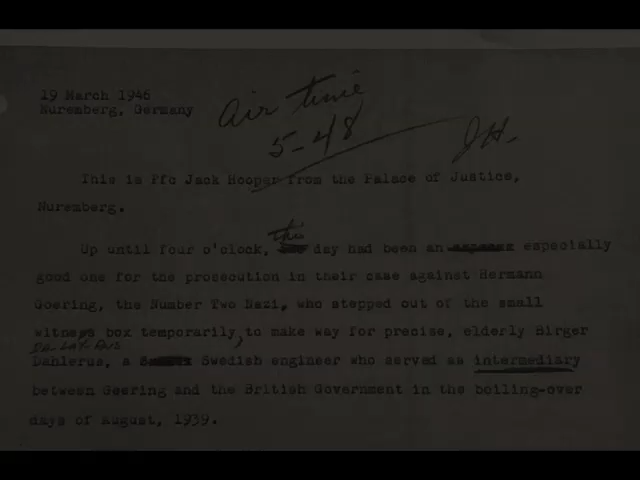 19 March 1946
Nuremberg, Germany
Air time
5-48
JH.
This is Pfc Jack Hooper from the Palace of Justice,
Nuremberg.
this
Up until four o'clock, day had been an especially
good one for the prosecution in their case against Hermann
Goering, the Number Two Nazi, who stepped out of the small
witness box temporarily, to make way for precise, elderly Birger
Dahlerus, a Swedish engineer who served as intermediary
between Goering and the British Government in the boiling-over
days of August, 1939.